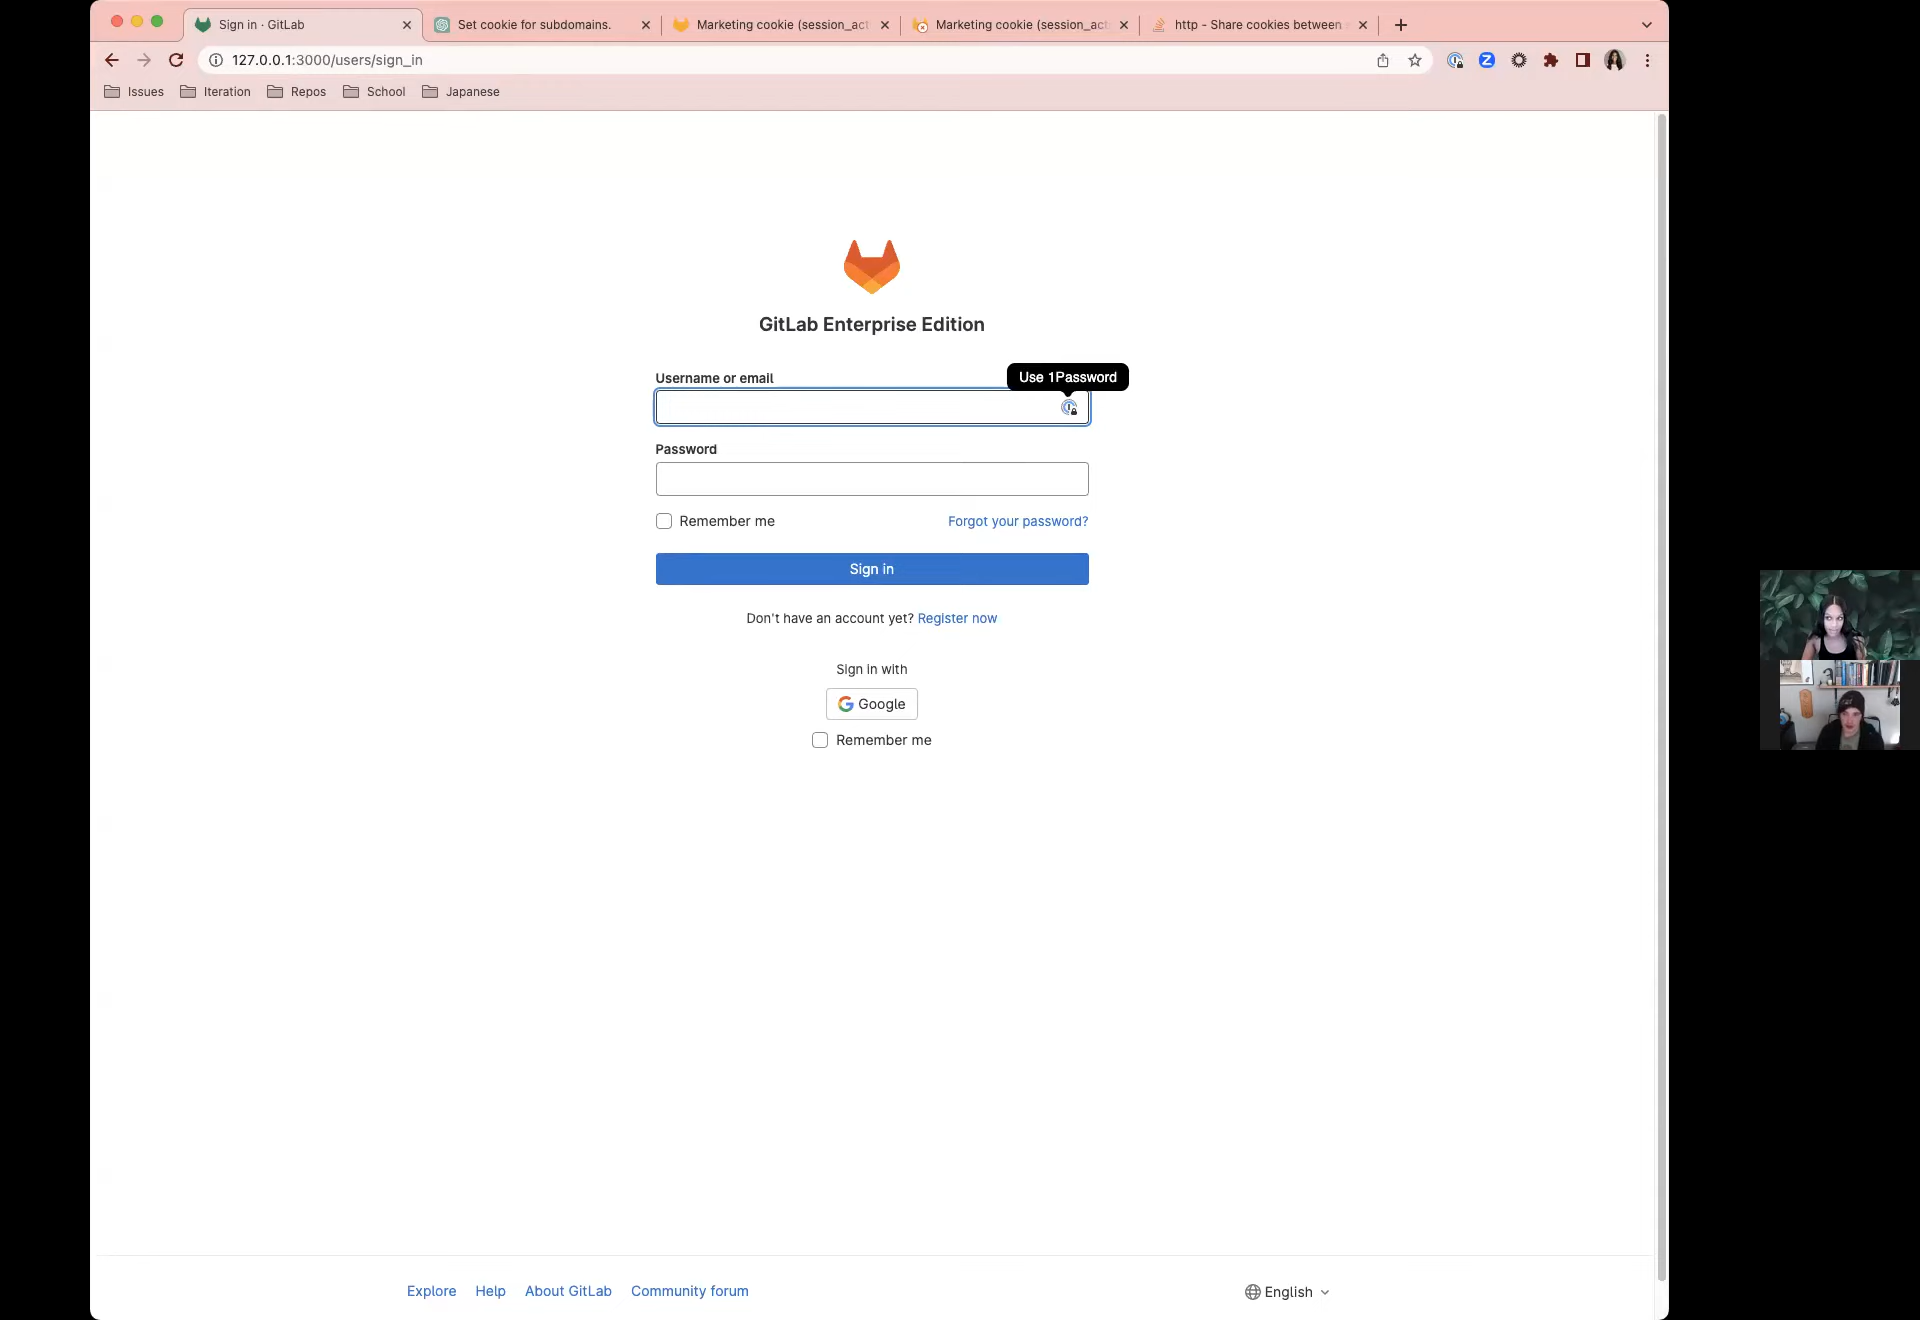 Sign in · GitLab
Set cookie for subdomains.
Marketing cookie (session_act
Marketing cookie (session_act
http - Share cookies between
127.0.0.1:3000/users/sign_in
Issues
Iteration
Repos
School
Japanese
GitLab Enterprise Edition
Username or email
Use 1Password
Password
Remember me
Forgot your password?
Sign in
Don't have an account yet? Register now
Sign in with
Google
Remember me
Explore
Help
About GitLab
Community forum
English